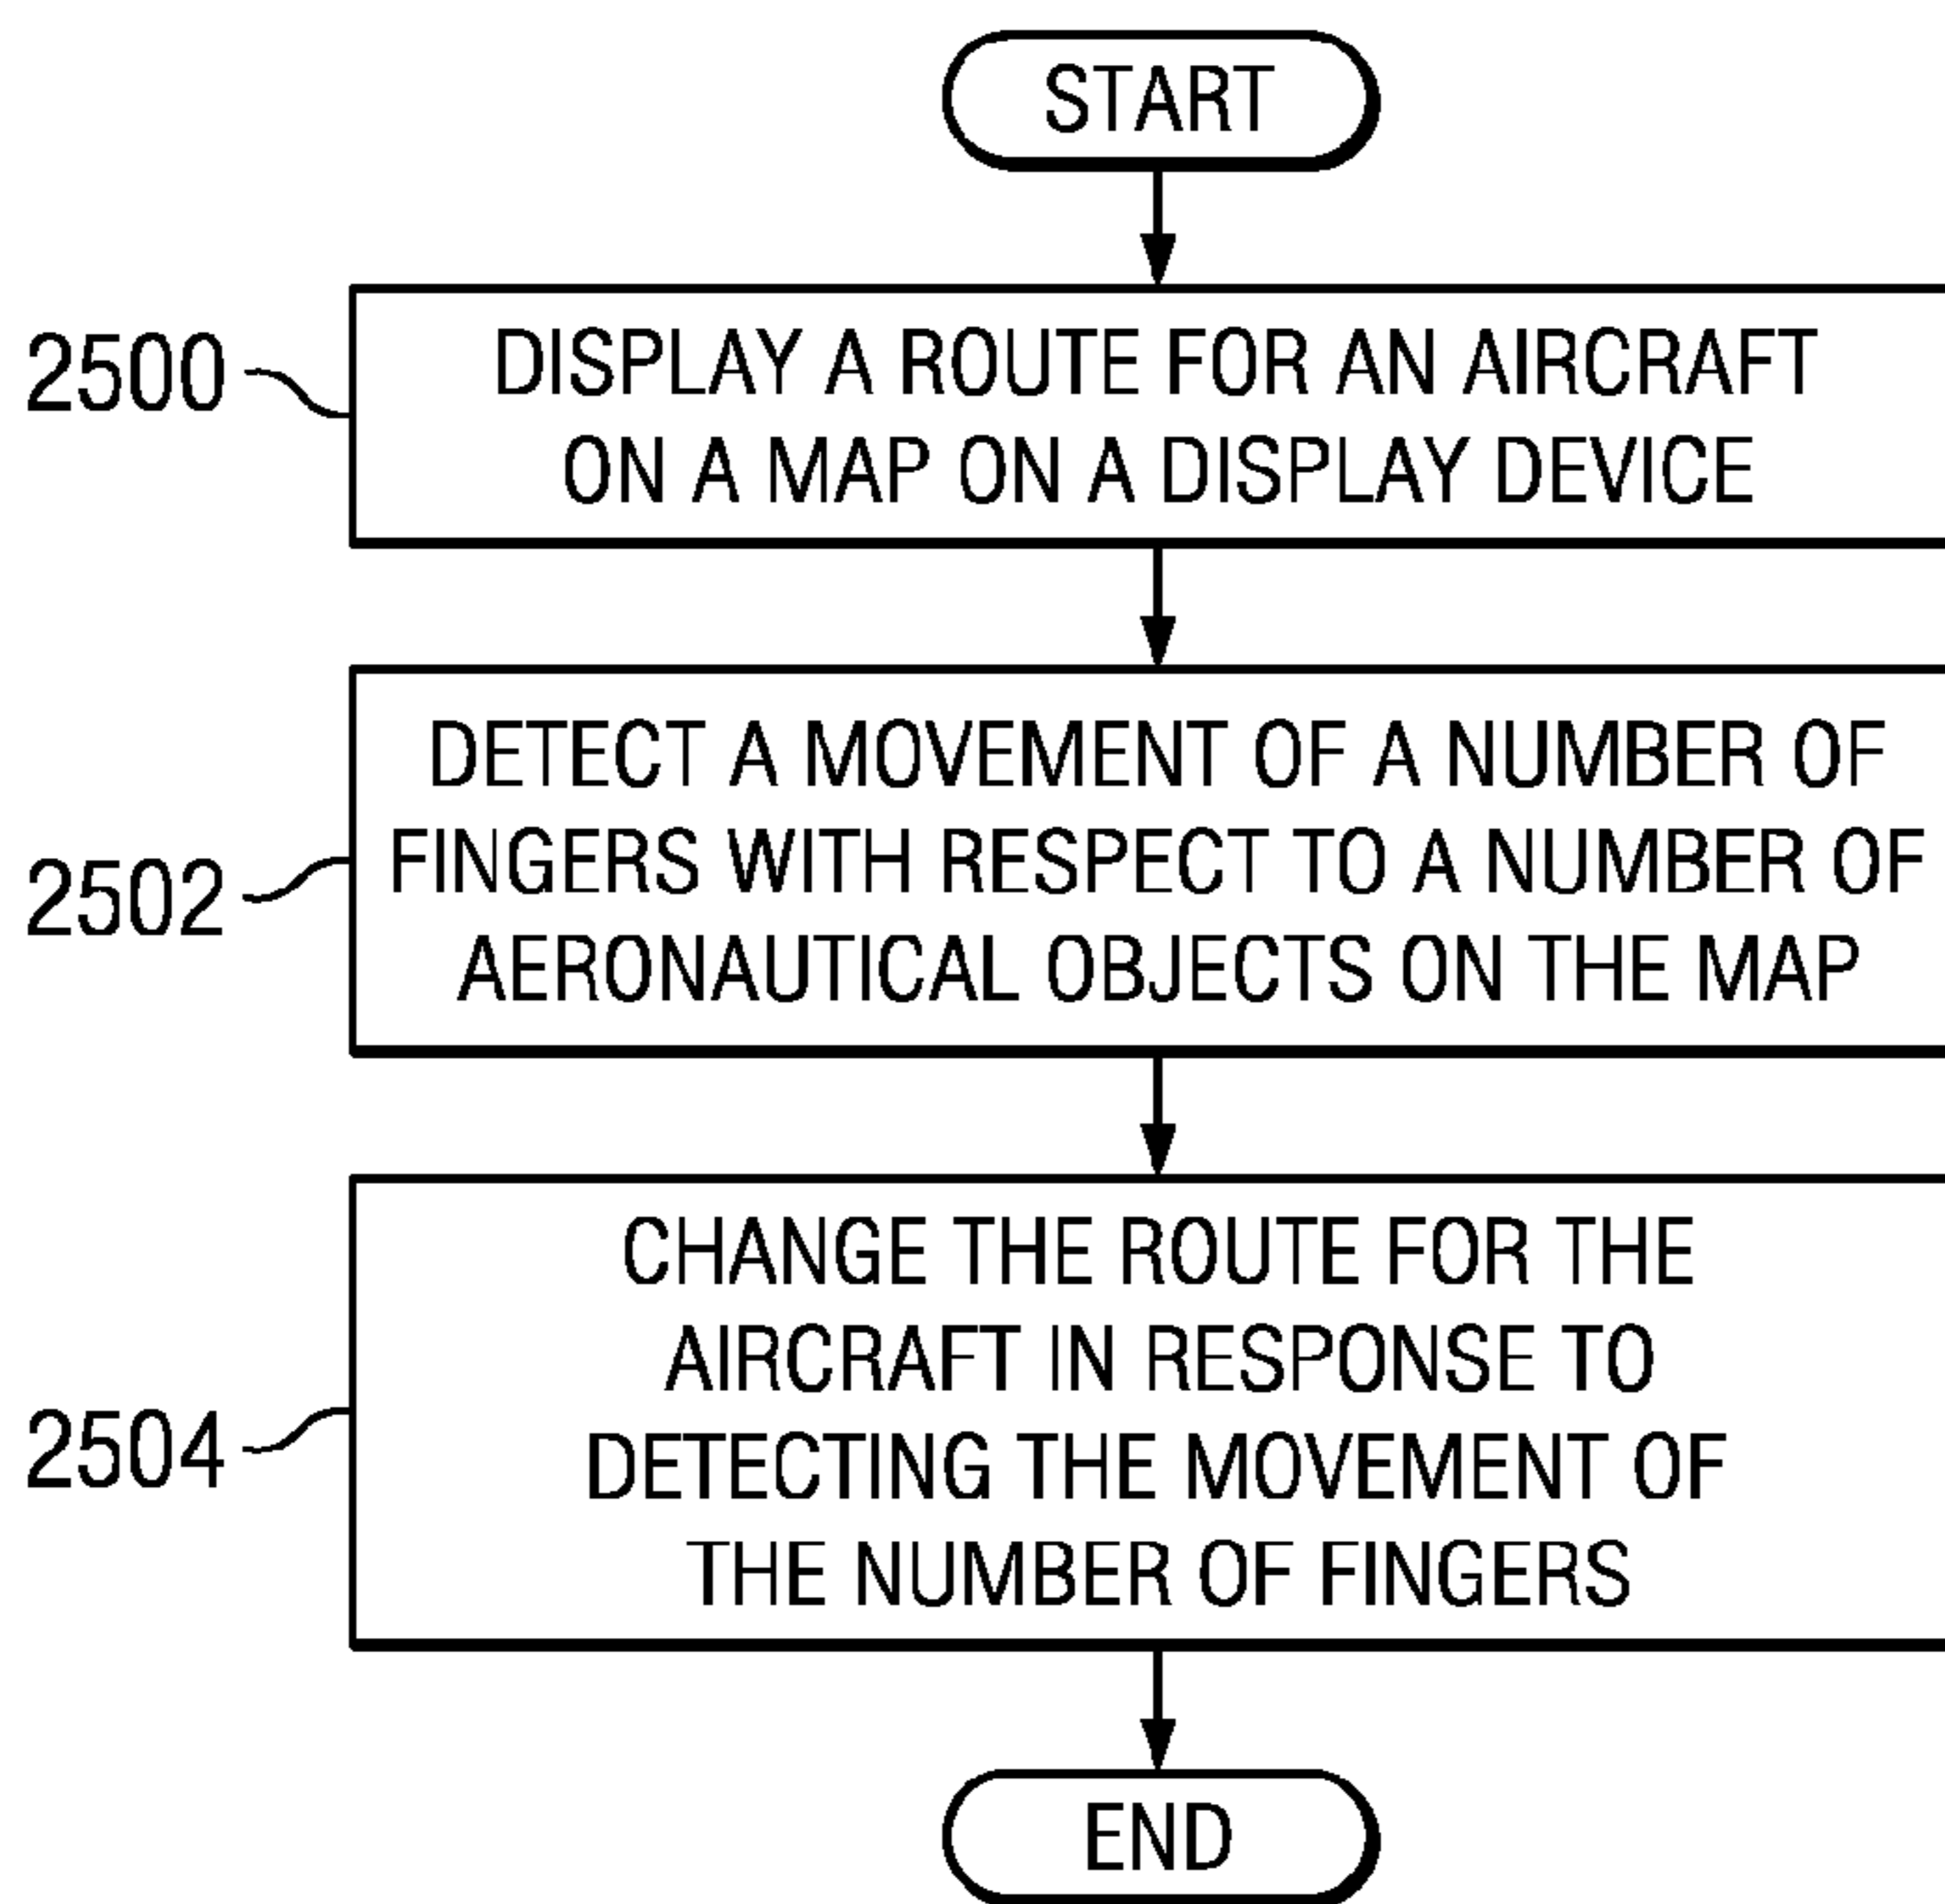 START
2500
DISPLAY A ROUTE FOR AN AIRCRAFT
ON A MAP ON A DISPLAY DEVICE
2502
DETECT A MOVEMENT OF A NUMBER OF
FINGERS WITH RESPECT TO A NUMBER OF
AERONAUTICAL OBJECTS ON THE MAP
2504
CHANGE THE ROUTE FOR THE
AIRCRAFT IN RESPONSE TO
DETECTING THE MOVEMENT OF
THE NUMBER OF FINGERS
END